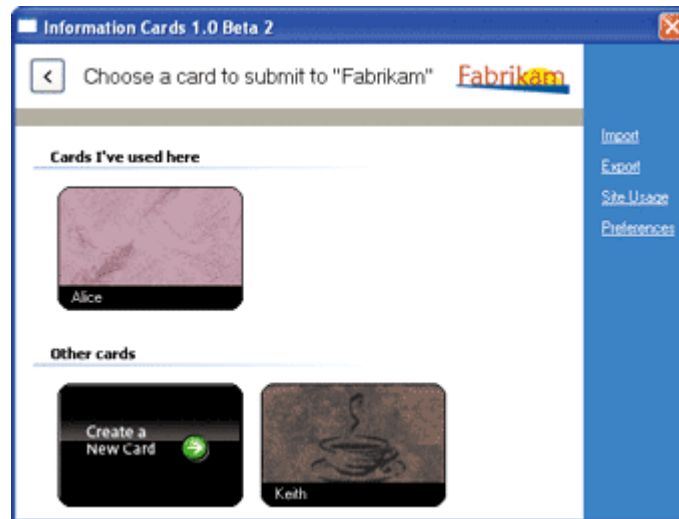 Information Cards 1.0 Beta 2
Choose a card to submit to "Fabrikam"
Fabrikam
Import
Export
Site Usage
Preferences
Cards I've used here
Alice
Other cards
Create a
New Card
Keith